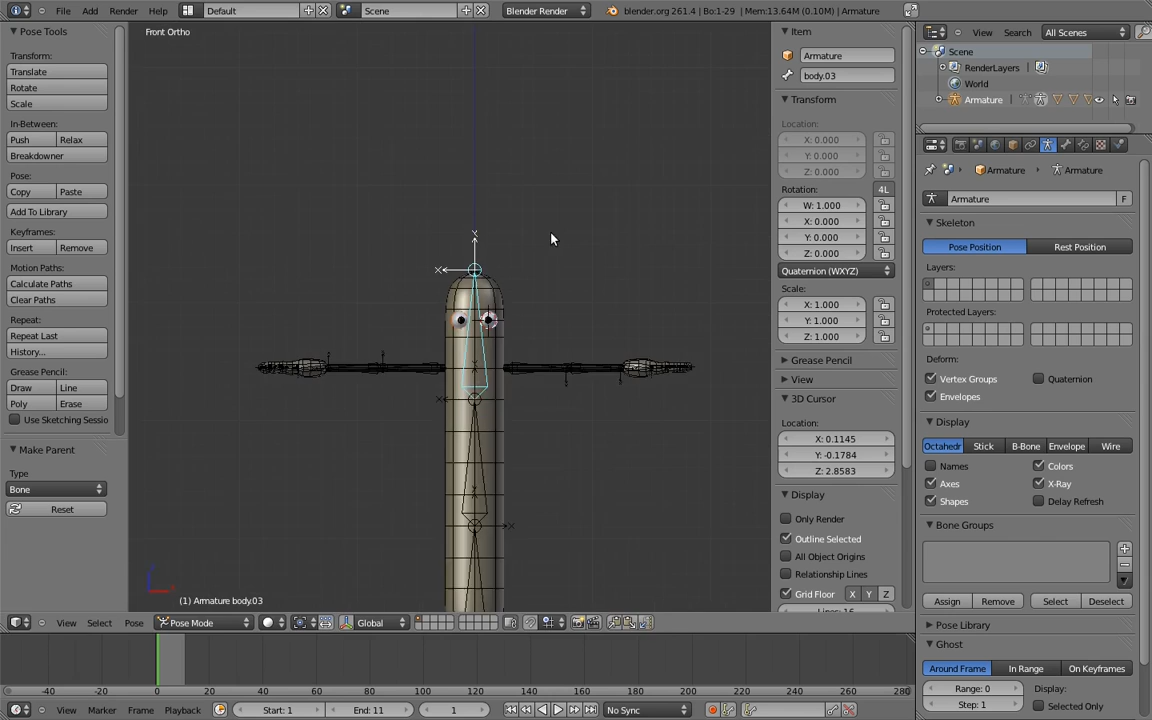 File Add Render Help Default Scene Blender Render blender.org 261.4 | Bo:1-29 | Mem:13.64M (0.10M) | Armature
Pose Tools
Transform:
Translate
Rotate
Scale
In-Between:
Push Relax
Breakdowner
Pose:
Copy Paste
Add To Library
Keyframes:
Insert Remove
Motion Paths:
Calculate Paths
Clear Paths
Repeat:
Repeat Last
History...
Grease Pencil:
Draw Line
Poly Erase
Use Sketching Sessio
Make Parent
Type
Bone
Reset
Front Ortho
(1) Armature body.03
View Select Pose Pose Mode Global
Item
Armature
body.03
Transform
Location:
X: 0.000
Y: 0.000
Z: 0.000
Rotation: 4L
W: 1.000
X: 0.000
Y: 0.000
Z: 0.000
Quaternion (WXYZ)
Scale:
X: 1.000
Y: 1.000
Z: 1.000
Grease Pencil
View
3D Cursor
Location:
X: 0.1145
Y: -0.1784
Z: 2.8583
Display
Only Render
Outline Selected
All Object Origins
Relationship Lines
Grid Floor X Y Z
View Search All Scenes
Scene
RenderLayers
World
Armature
Armature Armature
Armature F
Skeleton
Pose Position Rest Position
Layers:
Protected Layers:
Deform:
Vertex Groups Quaternion
Envelopes
Display
Octahedr Stick B-Bone Envelope Wire
Names Colors
Axes X-Ray
Shapes Delay Refresh
Bone Groups
Assign Remove Select Deselect
Pose Library
Ghost
Around Frame In Range On Keyframes
Range: 0 Display:
Step: 1 Selected Only
-40 -20 0 20 40 60 80 100 120 140 160 180 200 220 240 260 280
View Marker Frame Playback Start: 1 End: 11 1 No Sync